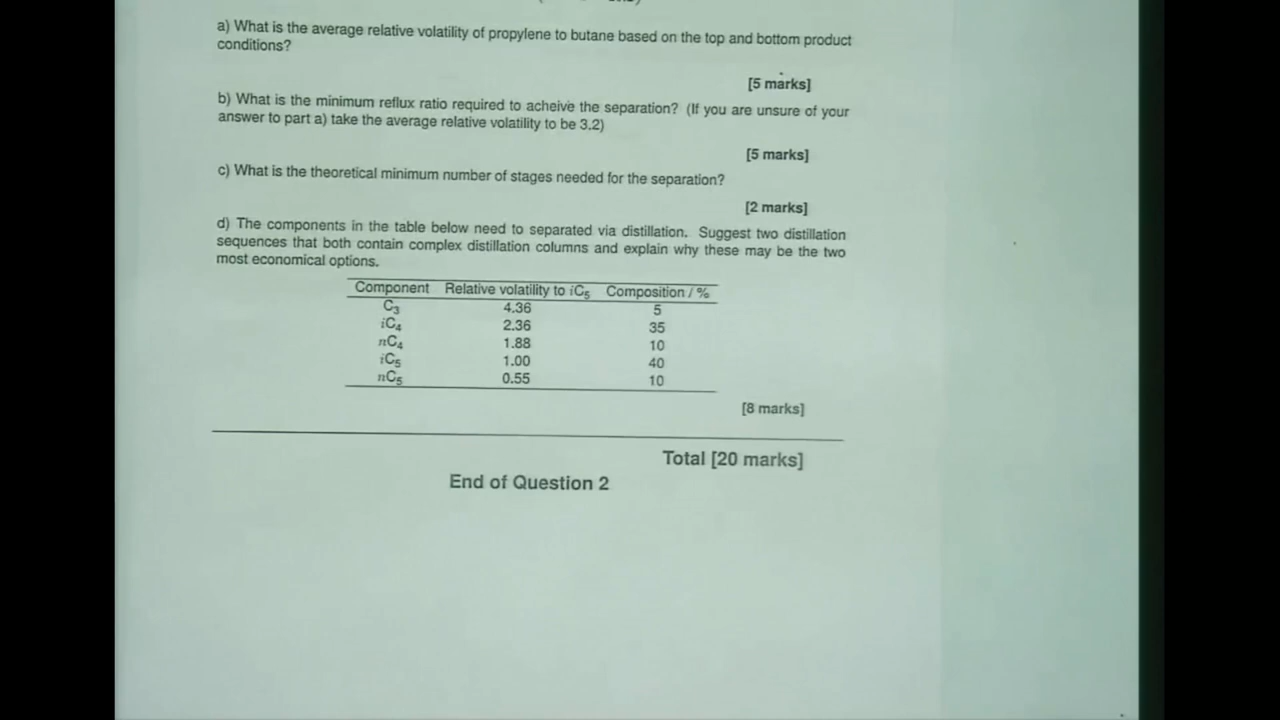 a) What is the average relative volatility of propylene to butane based on the top and bottom product
conditions?
[5 marks]
b) What is the minimum reflux ratio required to acheive the separation? (If you are unsure of your
answer to part a) take the average relative volatility to be 3.2)
[5 marks]
c) What is the theoretical minimum number of stages needed for the separation?
[2 marks]
d) The components in the table below need to separated via distillation. Suggest two distillation
sequences that both contain complex distillation columns and explain why these may be the two
most economical options.
Component Relative volatility to iC5 Composition / %
C3 4.36 5
iC4 2.36 35
nC4 1.88 10
iC5 1.00 40
nC5 0.55 10
[8 marks]
Total [20 marks]
End of Question 2